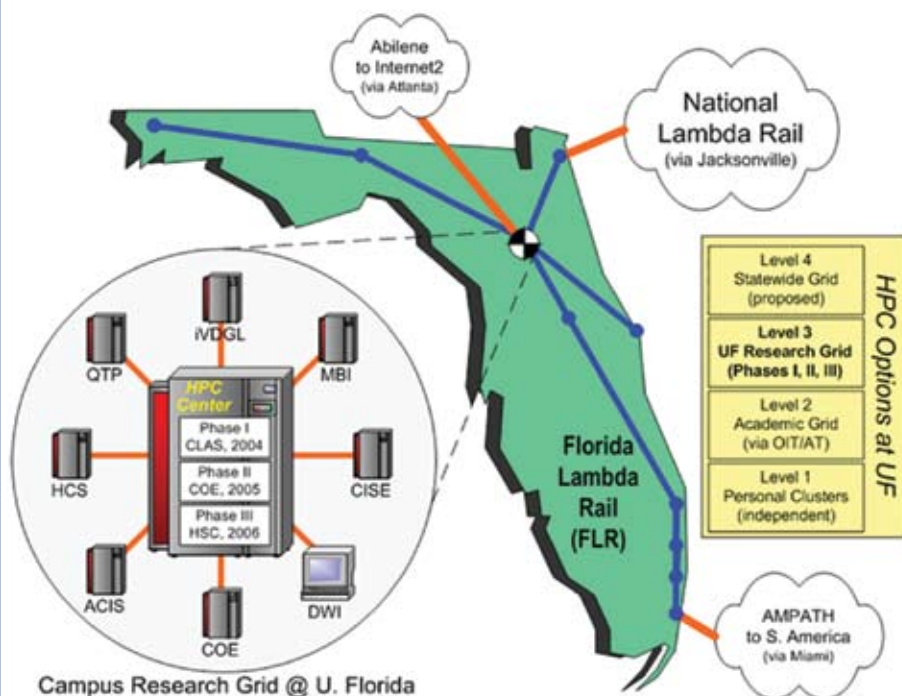 Abilene
to Internet2
(via Atlanta)
National
Lambda Rail
(via Jacksonville)
Level 4
Statewide Grid
(proposed)
Level 3
UF Research Grid
(Phases I, II, III)
Level 2
Academic Grid
(via OIT/AT)
Level 1
Personal Clusters
(independent)
HPC Options at UF
iVDGL
QTP
MBI
HPC
Center
Phase I
CLAS, 2004
Phase II
COE, 2005
Phase III
HSC, 2006
HCS
CISE
ACIS
DWI
COE
Florida
Lambda
Rail
(FLR)
AMPATH
to S. America
(via Miami)
Campus Research Grid @ U. Florida